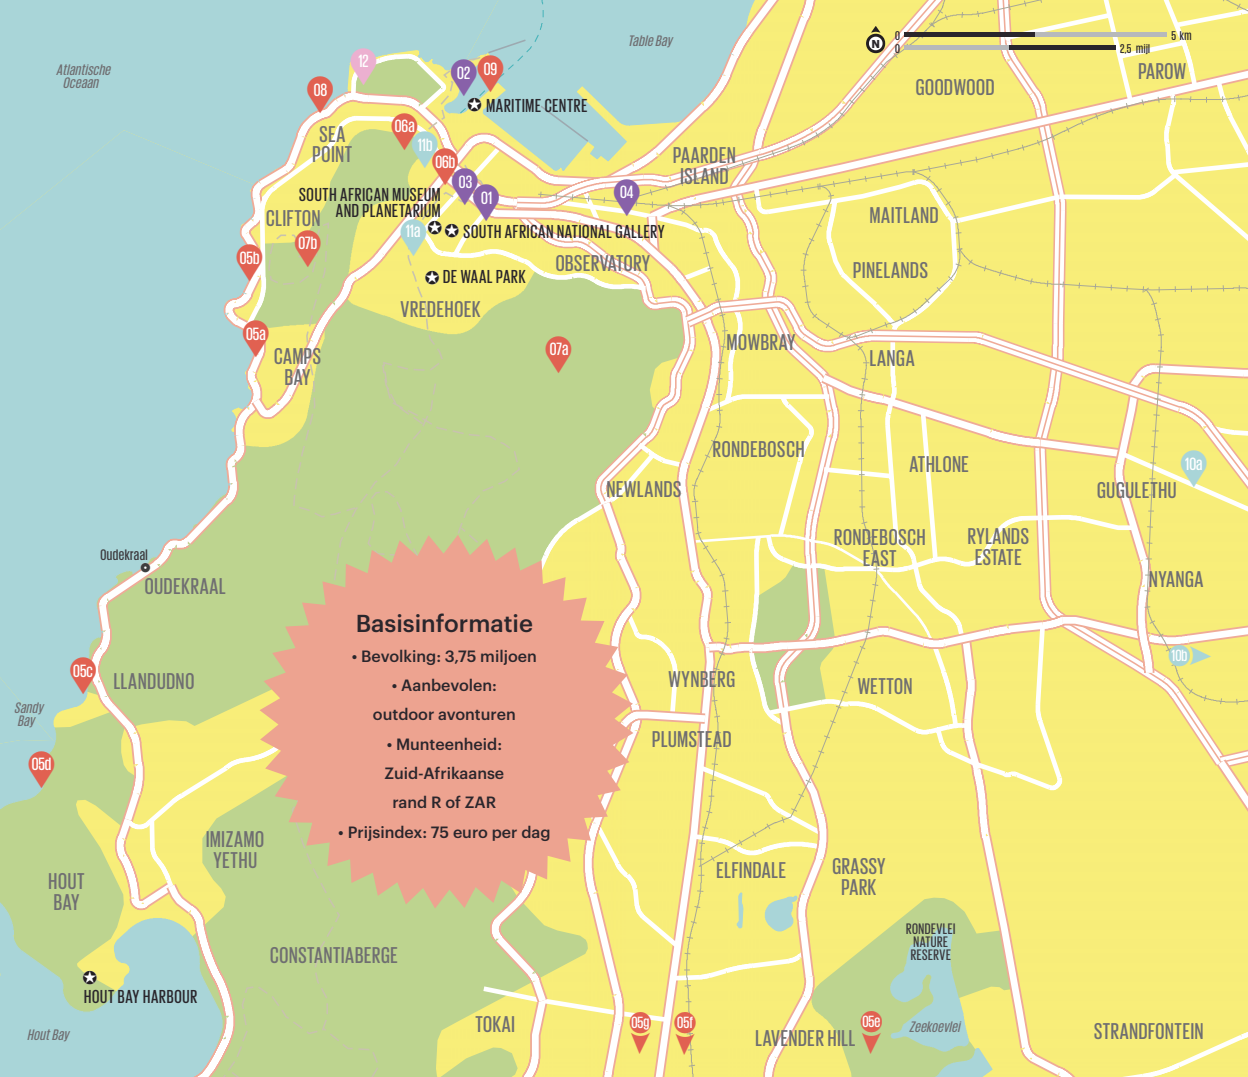 Atlantische
Oceaan
Table Bay
N
0
5 km
0
2,5 mijl
GOODWOOD
PAROW
12
02
09
MARITIME CENTRE
08
SEA
POINT
06a
11b
06b
PAARDEN
ISLAND
03
01
04
SOUTH AFRICAN MUSEUM
AND PLANETARIUM
CLIFTON
MAITLAND
11a
SOUTH AFRICAN NATIONAL GALLERY
07b
05b
OBSERVATORY
PINELANDS
DE WAAL PARK
VREDEHOEK
05a
CAMPS
BAY
07a
MOWBRAY
LANGA
RONDEBOSCH
ATHLONE
10a
NEWLANDS
GUGULETHU
RONDEBOSCH
EAST
RYLANDS
ESTATE
Oudekraal
OUDEKRAAL
NYANGA
Basisinformatie
• Bevolking: 3,75 miljoen
• Aanbevolen:
outdoor avonturen
• Munteenheid:
Zuid-Afrikaanse
rand R of ZAR
• Prijsindex: 75 euro per dag
10b
05c
LLANDUDNO
WYNBERG
WETTON
Sandy
Bay
PLUMSTEAD
05d
IMIZAMO
YETHU
ELFINDALE
GRASSY
PARK
HOUT
BAY
RONDEVLEI
NATURE
RESERVE
CONSTANTIABERGE
HOUT BAY HARBOUR
Hout Bay
TOKAI
05g
05f
LAVENDER HILL
05e
Zeekoevlei
STRANDFONTEIN